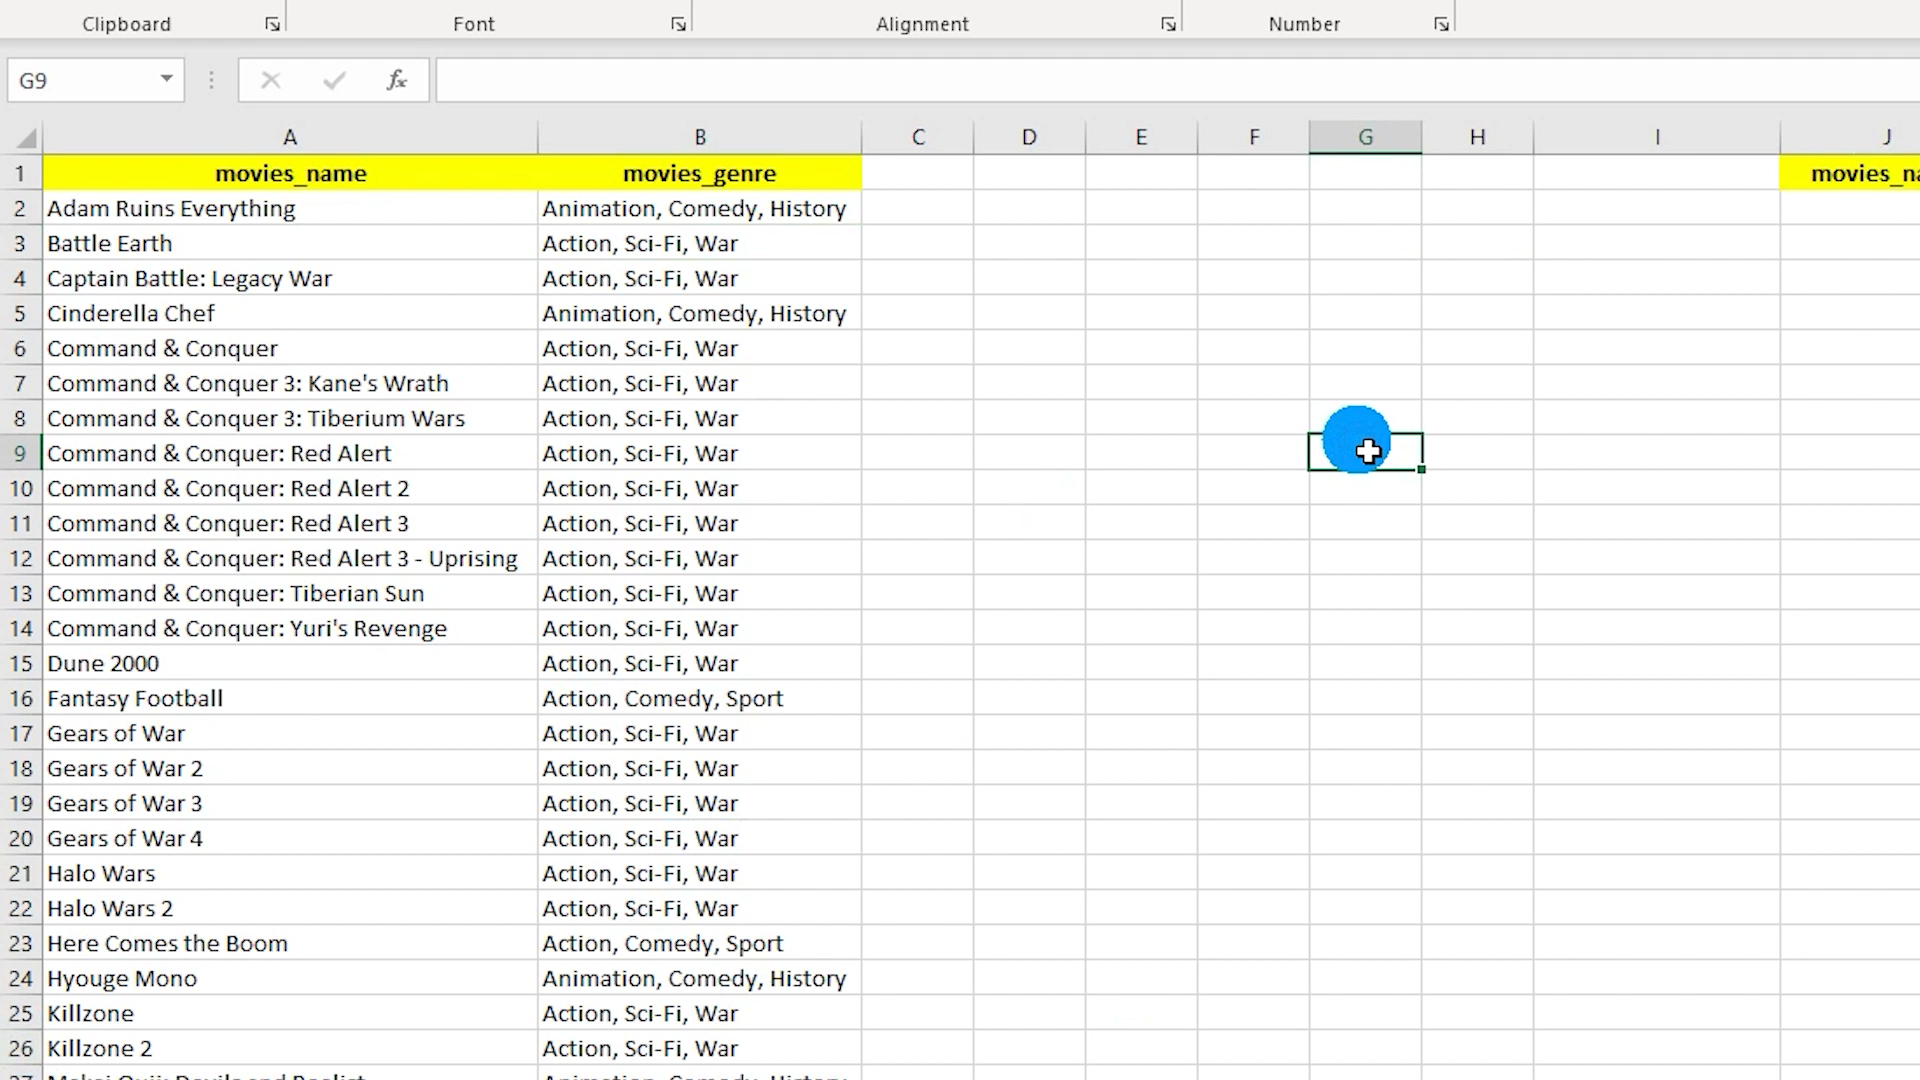 Clipboard Font Alignment Number
G9 fx
A B C D E F G H I J
1 movies_name movies_genre
2 Adam Ruins Everything Animation, Comedy, History
3 Battle Earth Action, Sci-Fi, War
4 Captain Battle: Legacy War Action, Sci-Fi, War
5 Cinderella Chef Animation, Comedy, History
6 Command & Conquer Action, Sci-Fi, War
7 Command & Conquer 3: Kane's Wrath Action, Sci-Fi, War
8 Command & Conquer 3: Tiberium Wars Action, Sci-Fi, War
9 Command & Conquer: Red Alert Action, Sci-Fi, War
10 Command & Conquer: Red Alert 2 Action, Sci-Fi, War
11 Command & Conquer: Red Alert 3 Action, Sci-Fi, War
12 Command & Conquer: Red Alert 3 - Uprising Action, Sci-Fi, War
13 Command & Conquer: Tiberian Sun Action, Sci-Fi, War
14 Command & Conquer: Yuri's Revenge Action, Sci-Fi, War
15 Dune 2000 Action, Sci-Fi, War
16 Fantasy Football Action, Comedy, Sport
17 Gears of War Action, Sci-Fi, War
18 Gears of War 2 Action, Sci-Fi, War
19 Gears of War 3 Action, Sci-Fi, War
20 Gears of War 4 Action, Sci-Fi, War
21 Halo Wars Action, Sci-Fi, War
22 Halo Wars 2 Action, Sci-Fi, War
23 Here Comes the Boom Action, Comedy, Sport
24 Hyouge Mono Animation, Comedy, History
25 Killzone Action, Sci-Fi, War
26 Killzone 2 Action, Sci-Fi, War